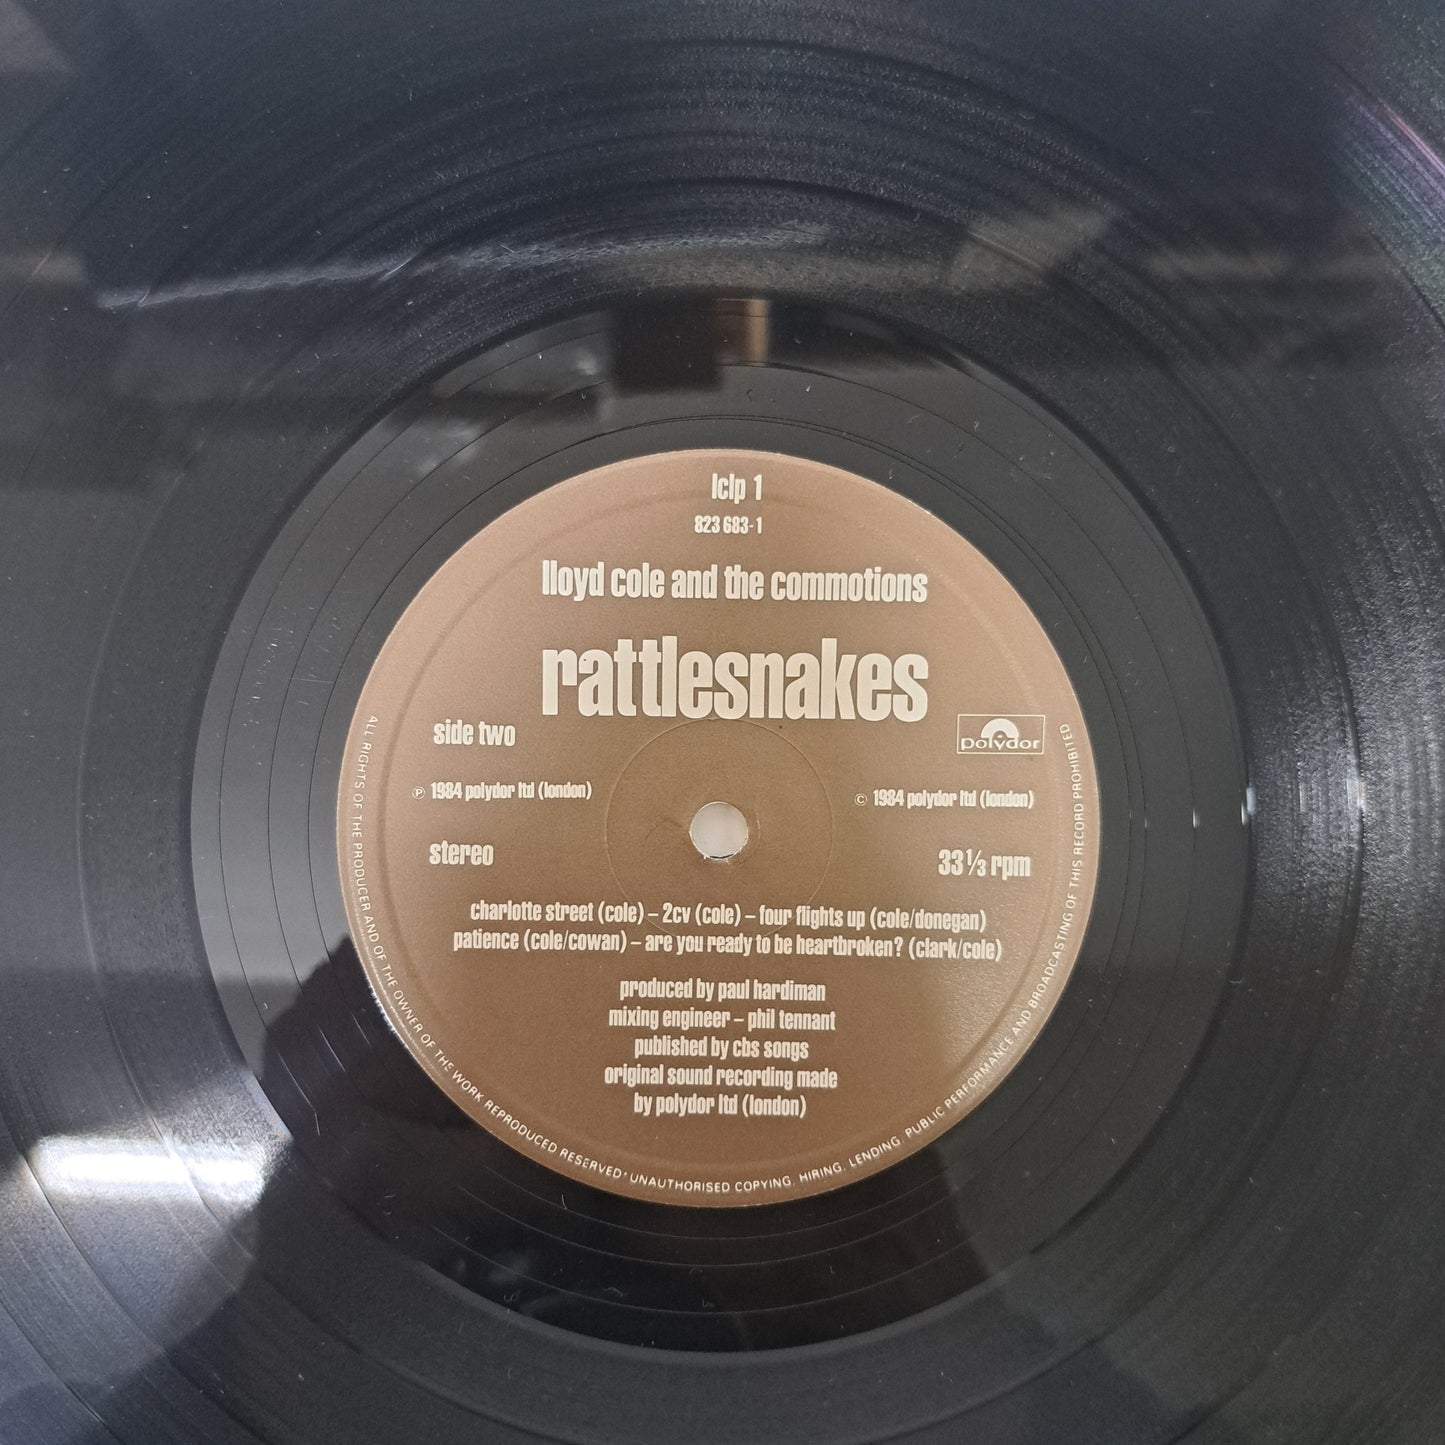 lclp 1
823 683-1
lloyd cole and the commotions
rattlesnakes
side two
polydor
℗ 1984 polydor ltd (london)
© 1984 polydor ltd (london)
stereo
33⅓ rpm
charlotte street (cole) – 2cv (cole) – four flights up (cole/donegan)
patience (cole/cowan) – are you ready to be heartbroken? (clark/cole)
produced by paul hardiman
mixing engineer – phil tennant
published by cbs songs
original sound recording made
by polydor ltd (london)
ALL RIGHTS OF THE PRODUCER AND OF THE OWNER OF THE WORK REPRODUCED RESERVED • UNAUTHORISED COPYING, HIRING, LENDING, PUBLIC PERFORMANCE AND BROADCASTING OF THIS RECORD PROHIBITED